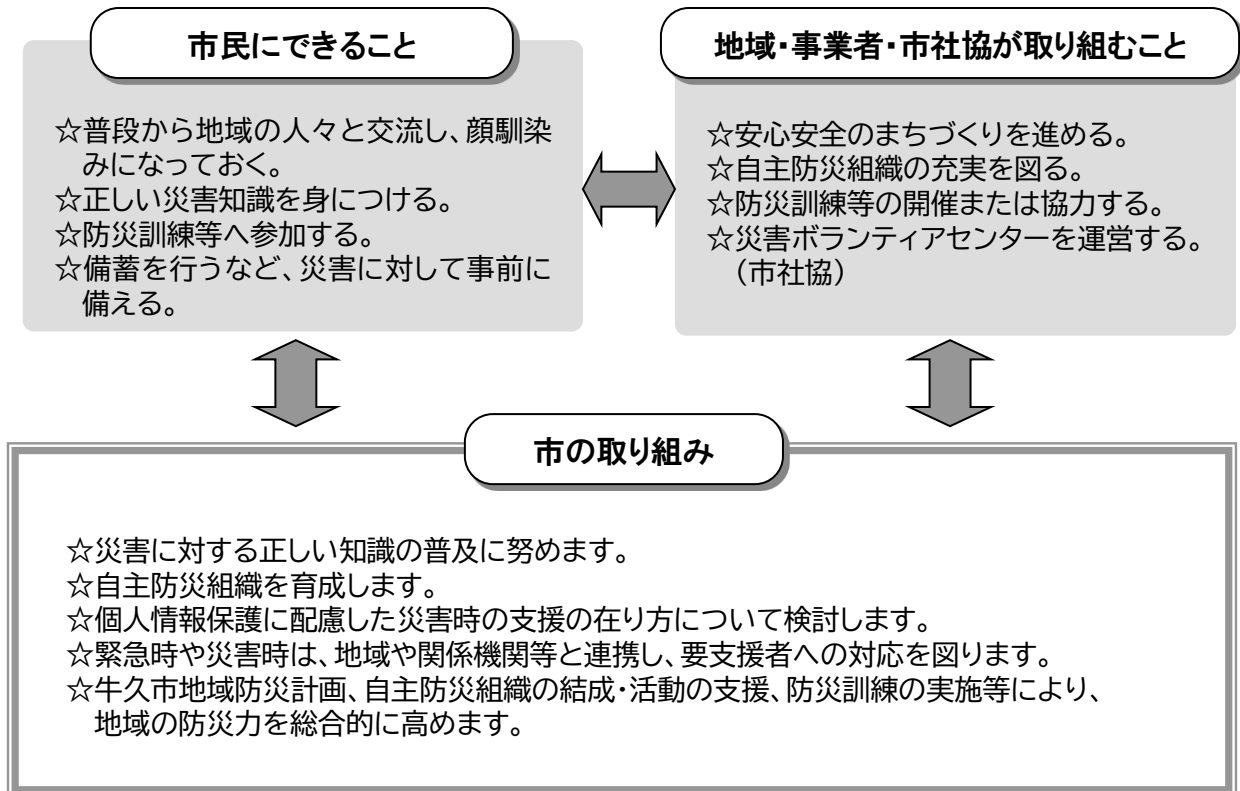 市民にできること
☆普段から地域の人々と交流し、顔馴染
みになっておく。
☆正しい災害知識を身につける。
☆防災訓練等へ参加する。
☆備蓄を行うなど、災害に対して事前に
備える。
地域・事業者・市社協が取り組むこと
☆安心安全のまちづくりを進める。
☆自主防災組織の充実を図る。
☆防災訓練等の開催または協力する。
☆災害ボランティアセンターを運営する。
（市社協）
市の取り組み
☆災害に対する正しい知識の普及に努めます。
☆自主防災組織を育成します。
☆個人情報保護に配慮した災害時の支援の在り方について検討します。
☆緊急時や災害時は、地域や関係機関等と連携し、要支援者への対応を図ります。
☆牛久市地域防災計画、自主防災組織の結成・活動の支援、防災訓練の実施等により、
地域の防災力を総合的に高めます。